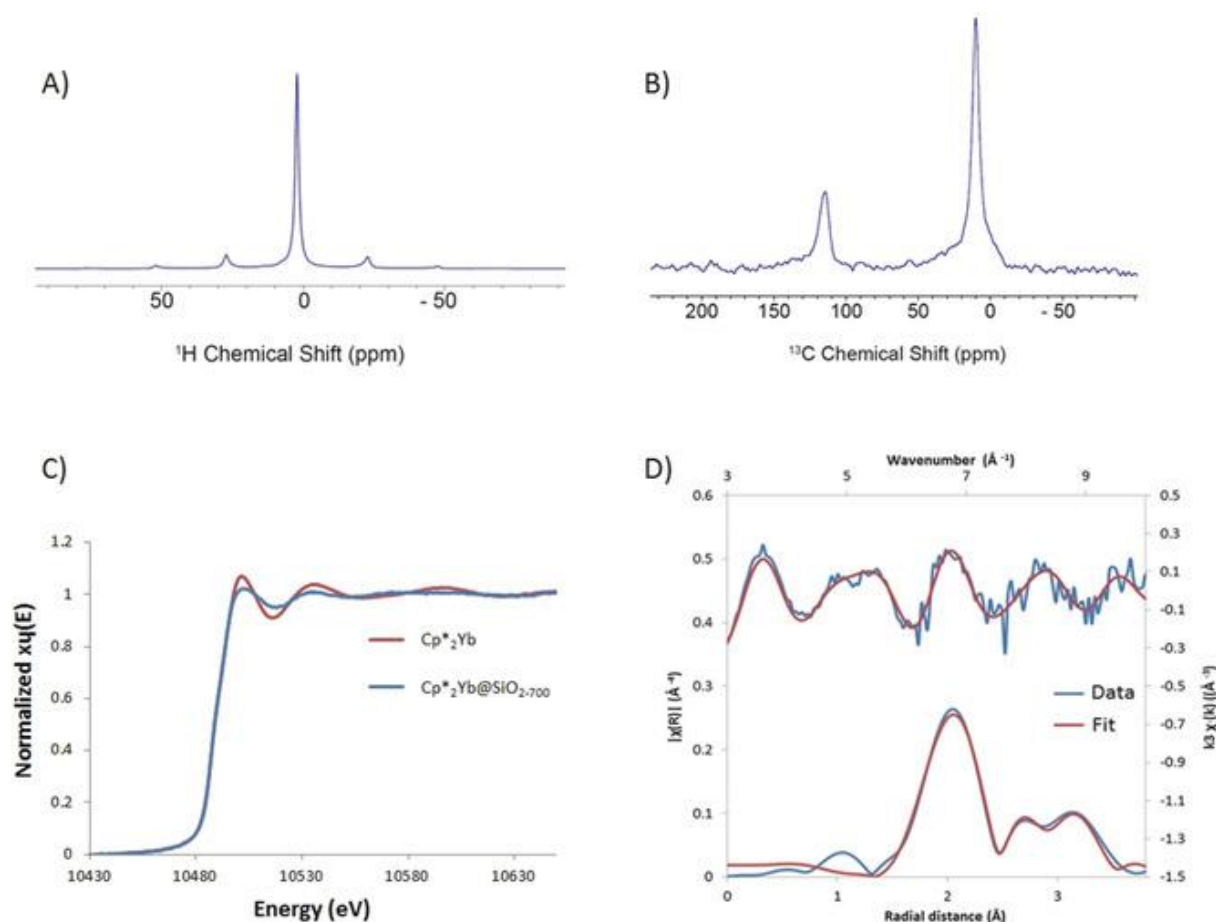 A)
50 0 - 50
¹H Chemical Shift (ppm)
B)
200 150 100 50 0 - 50
¹³C Chemical Shift (ppm)
C)
Normalized xμ(E)
1.2
1
0.8
0.6
0.4
0.2
0
Cp*₂Yb
Cp*₂Yb@SiO₂₋₇₀₀
10430 10480 10530 10580 10630
Energy (eV)
D)
Wavenumber (Å ⁻¹)
3 5 7 9
|χ(R)| (Å⁻⁴)
0.6
0.5
0.4
0.3
0.2
0.1
0
0.5
0.3
0.1
-0.1
-0.3
-0.5
-0.7
-0.9
-1.1
-1.3
-1.5
k3 χ·(k) ((Å⁻³)
Data
Fit
0 1 2 3
Radial distance (Å)